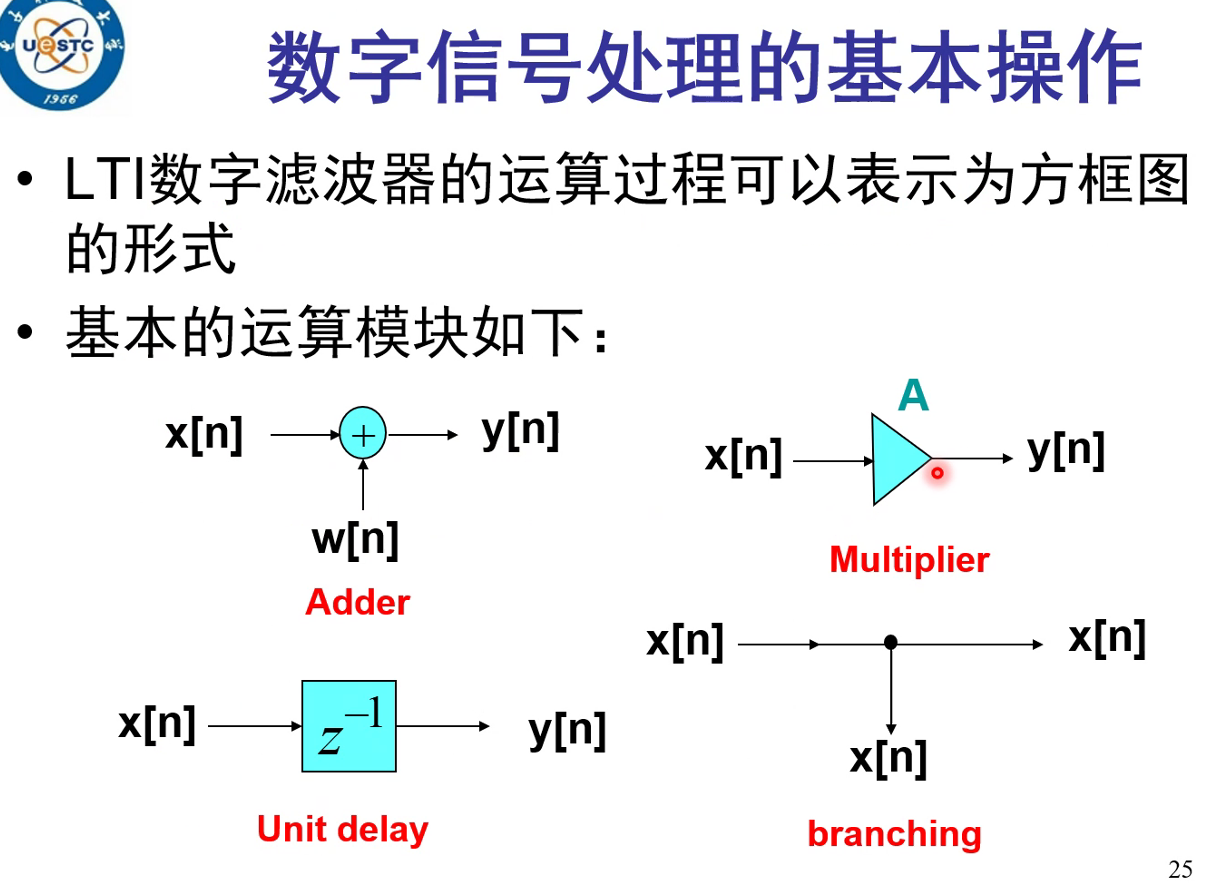 UeSTC
1956
数字信号处理的基本操作
• LTI数字滤波器的运算过程可以表示为方框图
的形式
• 基本的运算模块如下：
x[n]
+
y[n]
w[n]
Adder
A
x[n]
y[n]
Multiplier
x[n]
z⁻¹
y[n]
Unit delay
x[n]
x[n]
x[n]
branching
25